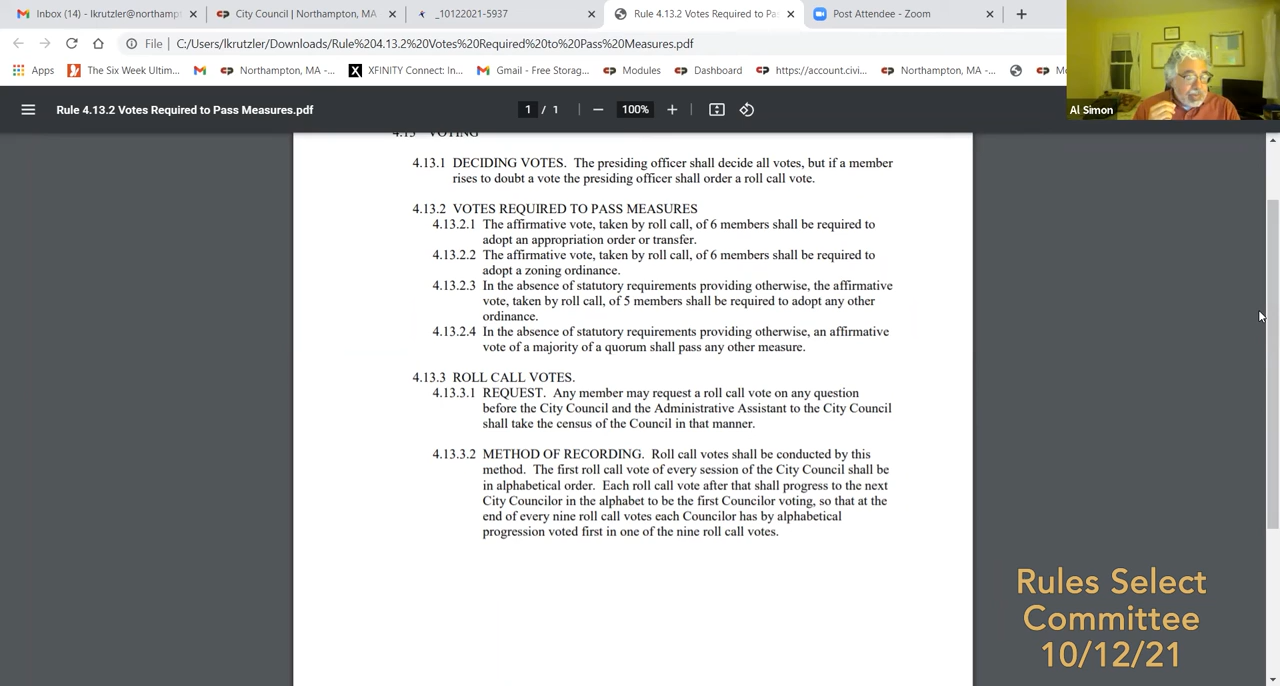 Inbox (14) - lkrutzler@northampt
City Council | Northampton, MA
_10122021-5937
Rule 4.13.2 Votes Required to Pa
Post Attendee - Zoom
File
C:/Users/lkrutzler/Downloads/Rule%204.13.2%20Votes%20Required%20to%20Pass%20Measures.pdf
Apps
The Six Week Ultim...
Northampton, MA -...
XFINITY Connect: In...
Gmail - Free Storag...
Modules
Dashboard
https://account.civi...
Northampton, MA -...
Al Simon
Rule 4.13.2 Votes Required to Pass Measures.pdf
1 / 1
100%
4.13 VOTING
4.13.1 DECIDING VOTES. The presiding officer shall decide all votes, but if a member
rises to doubt a vote the presiding officer shall order a roll call vote.
4.13.2 VOTES REQUIRED TO PASS MEASURES
4.13.2.1 The affirmative vote, taken by roll call, of 6 members shall be required to
adopt an appropriation order or transfer.
4.13.2.2 The affirmative vote, taken by roll call, of 6 members shall be required to
adopt a zoning ordinance.
4.13.2.3 In the absence of statutory requirements providing otherwise, the affirmative
vote, taken by roll call, of 5 members shall be required to adopt any other
ordinance.
4.13.2.4 In the absence of statutory requirements providing otherwise, an affirmative
vote of a majority of a quorum shall pass any other measure.
4.13.3 ROLL CALL VOTES.
4.13.3.1 REQUEST. Any member may request a roll call vote on any question
before the City Council and the Administrative Assistant to the City Council
shall take the census of the Council in that manner.
4.13.3.2 METHOD OF RECORDING. Roll call votes shall be conducted by this
method. The first roll call vote of every session of the City Council shall be
in alphabetical order. Each roll call vote after that shall progress to the next
City Councilor in the alphabet to be the first Councilor voting, so that at the
end of every nine roll call votes each Councilor has by alphabetical
progression voted first in one of the nine roll call votes.
Rules Select
Committee
10/12/21